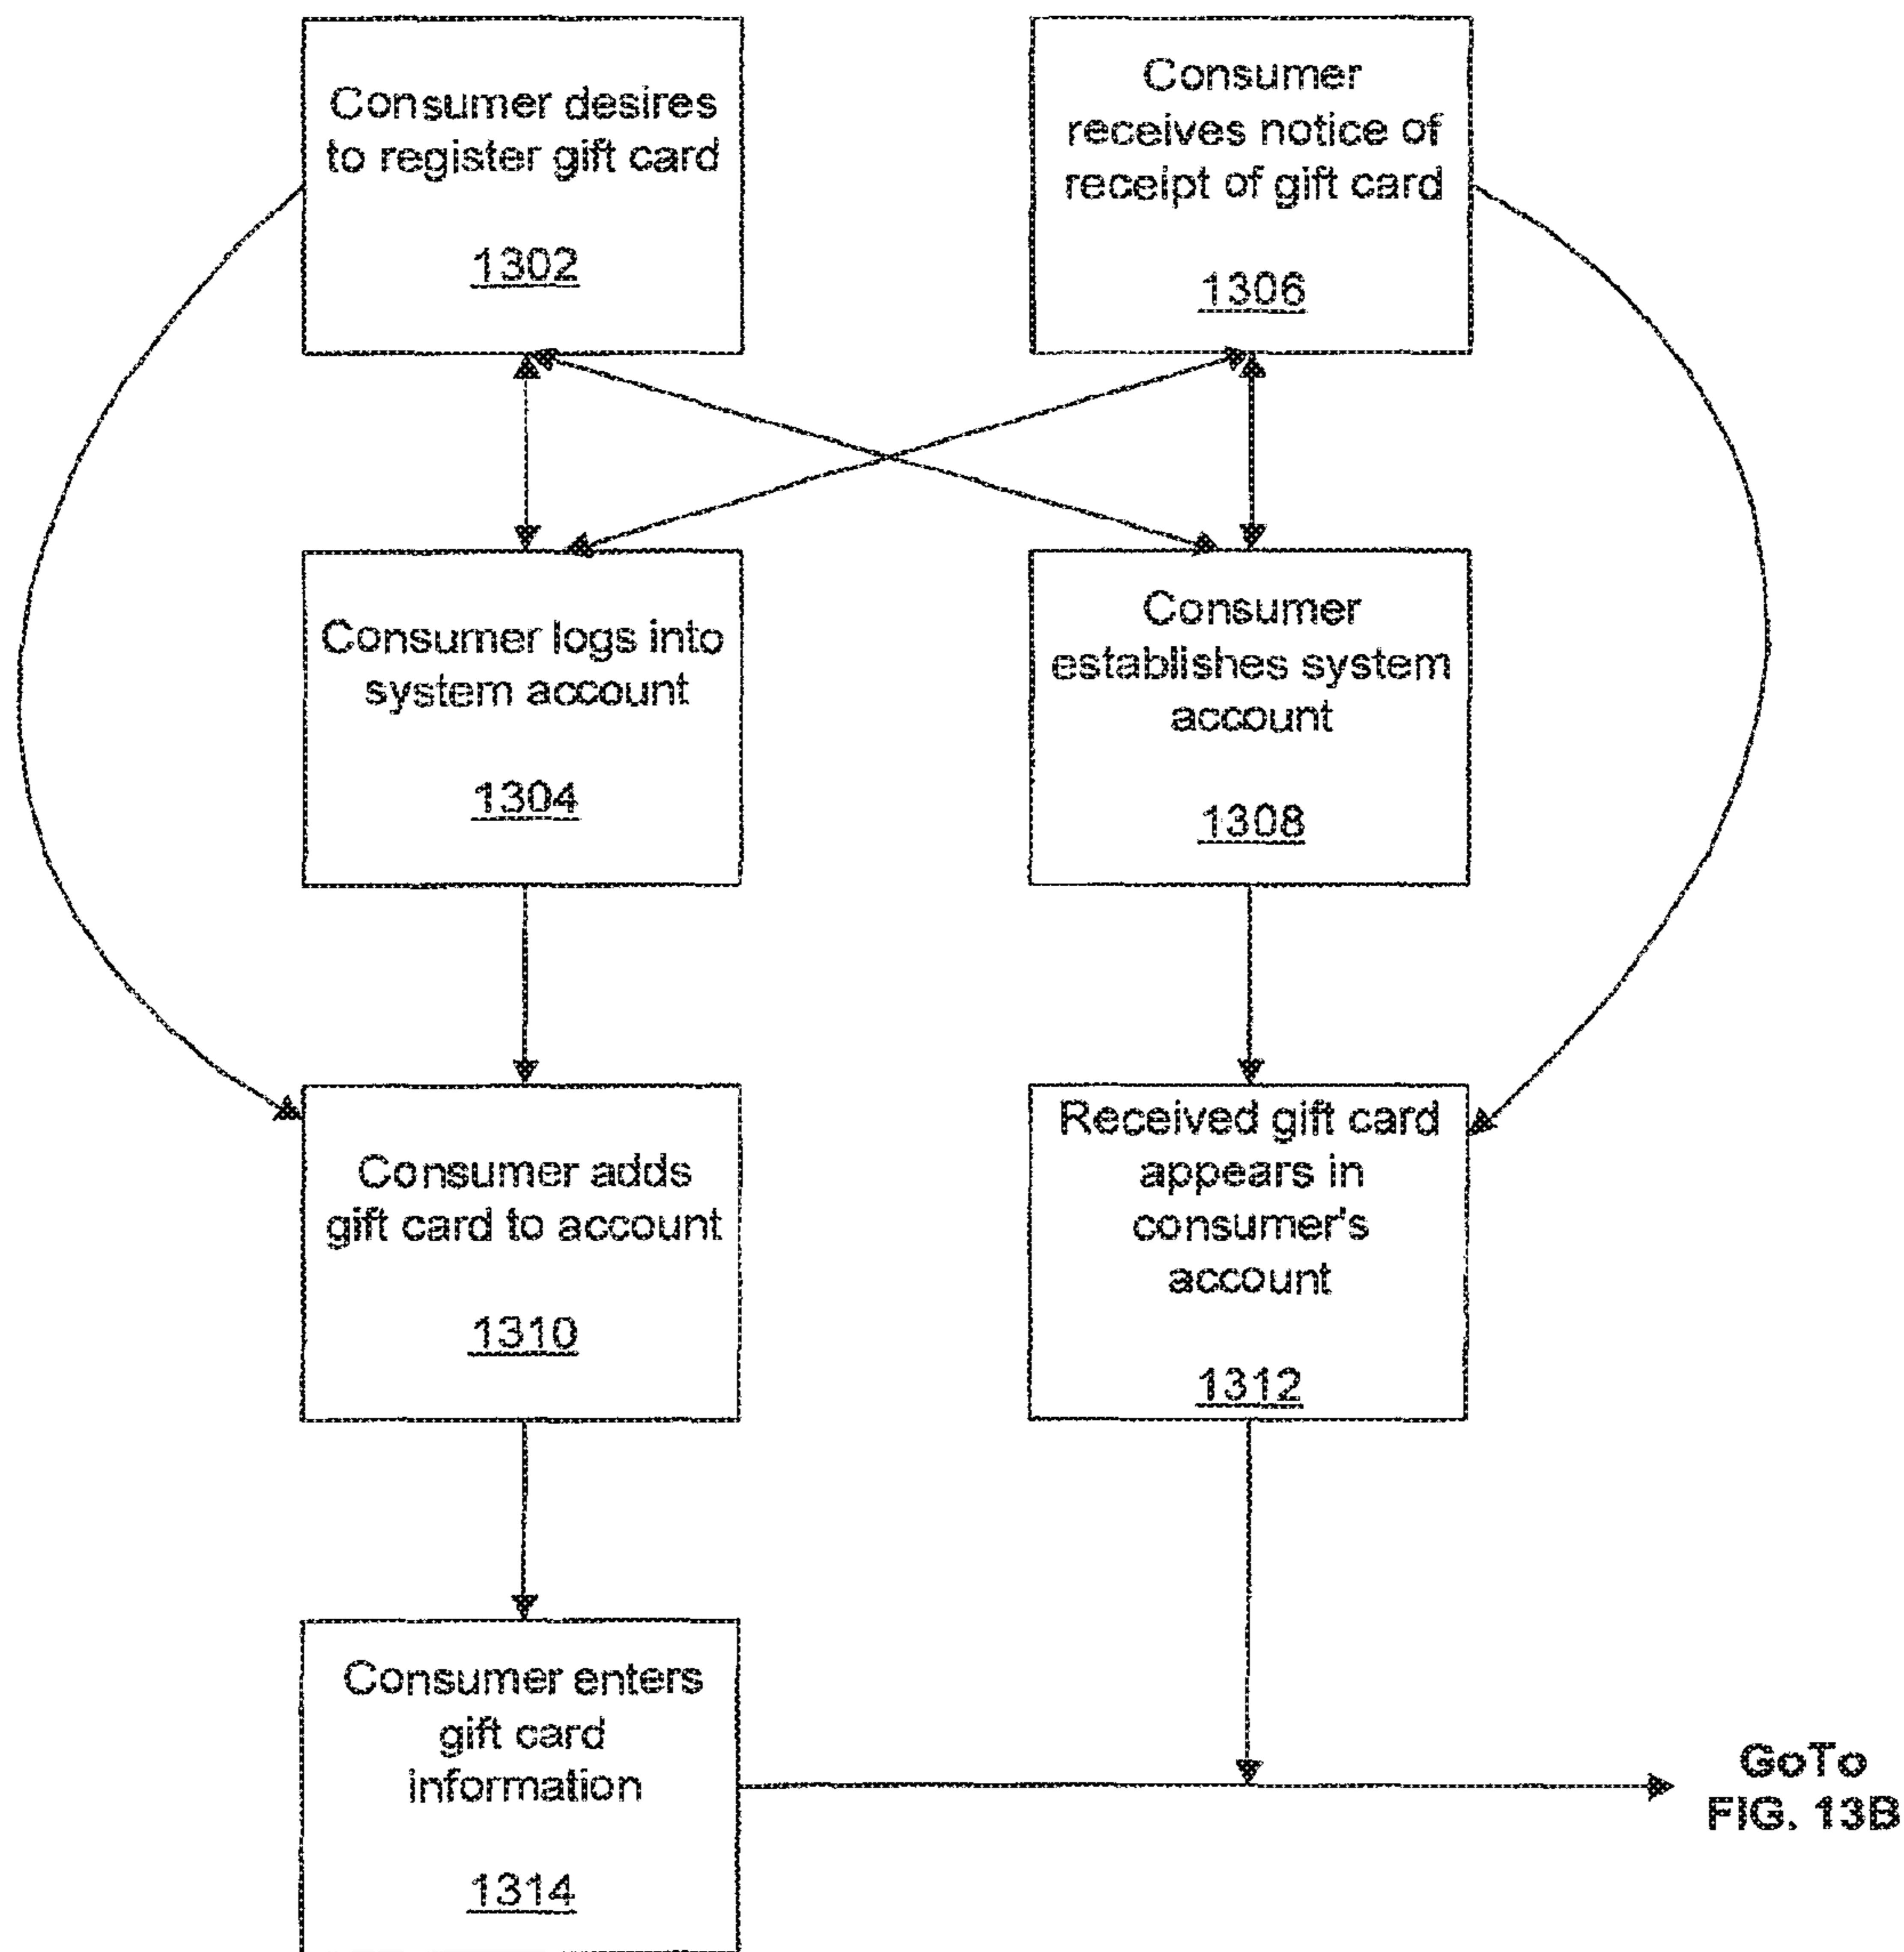 Consumer desires
to register gift card
1302
Consumer
receives notice of
receipt of gift card
1306
Consumer logs into
system account
1304
Consumer
establishes system
account
1308
Consumer adds
gift card to account
1310
Received gift card
appears in
consumer's
account
1312
Consumer enters
gift card
information
1314
GoTo
FIG. 13B